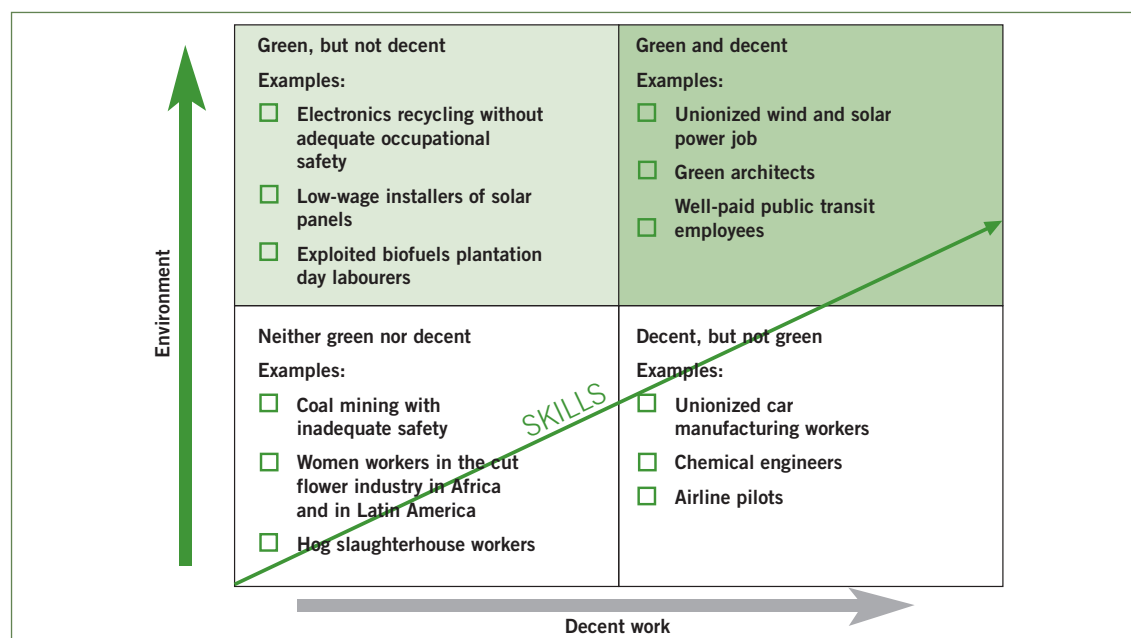 Green, but not decent
Examples:
Electronics recycling without
adequate occupational
safety
Low-wage installers of solar
panels
Exploited biofuels plantation
day labourers
Green and decent
Examples:
Unionized wind and solar
power job
Green architects
Well-paid public transit
employees
Environment
Neither green nor decent
Examples:
Coal mining with
inadequate safety
Women workers in the cut
flower industry in Africa
and in Latin America
Hog slaughterhouse workers
SKILLS
Decent, but not green
Examples:
Unionized car
manufacturing workers
Chemical engineers
Airline pilots
Decent work